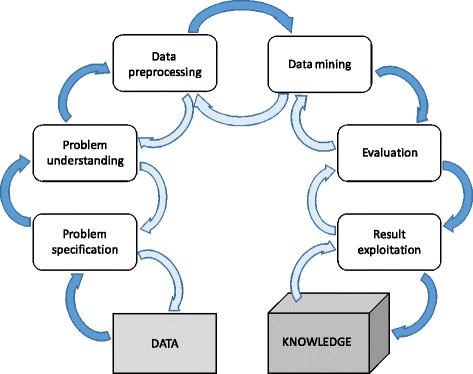 Data
preprocessing
Data mining
Problem
understanding
Evaluation
Problem
specification
Result
exploitation
DATA
KNOWLEDGE